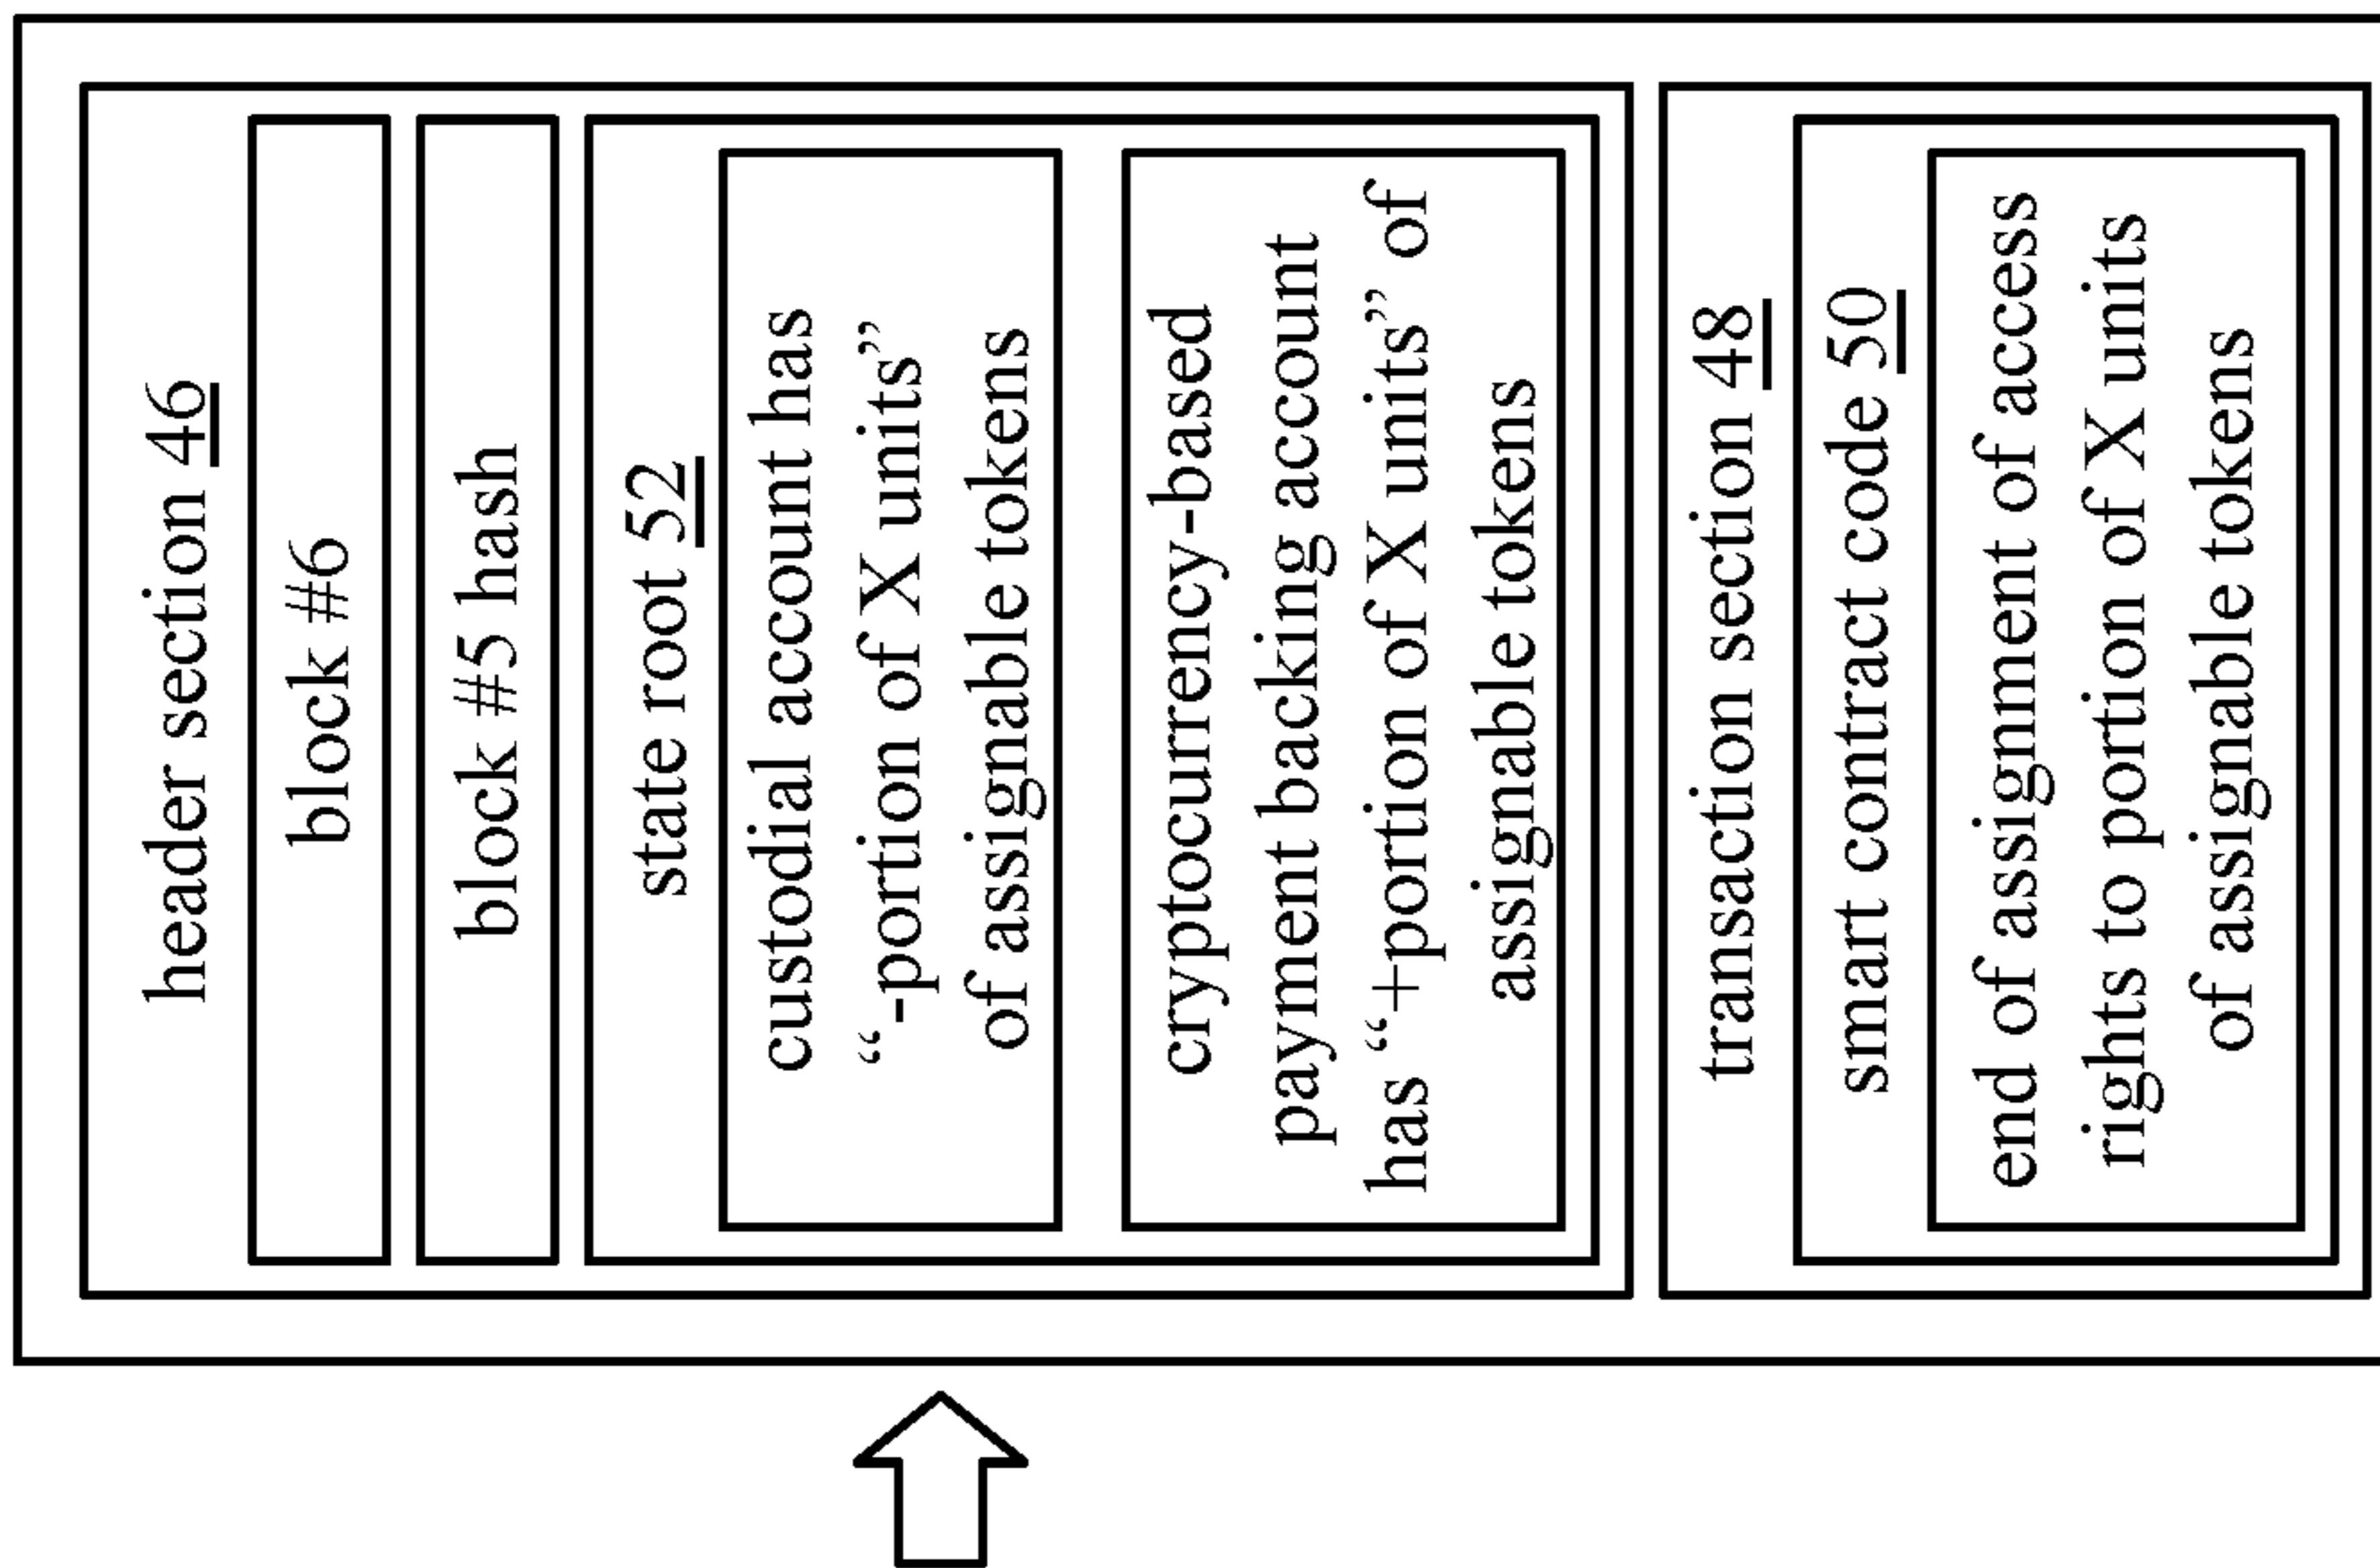 header section 46
block #6
block #5 hash
state root 52
custodial account has
“-portion of X units”
of assignable tokens
cryptocurrency-based
payment backing account
has “+portion of X units” of
assignable tokens
transaction section 48
smart contract code 50
end of assignment of access
rights to portion of X units
of assignable tokens